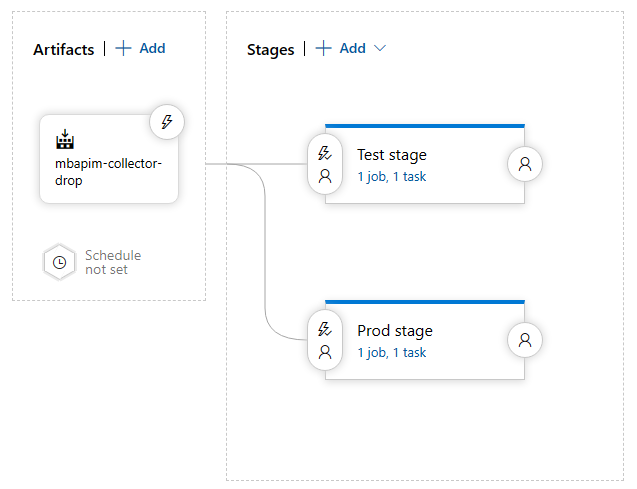 Artifacts | + Add
Stages | + Add
mbapim-collector-
drop
Schedule
not set
Test stage
1 job, 1 task
Prod stage
1 job, 1 task